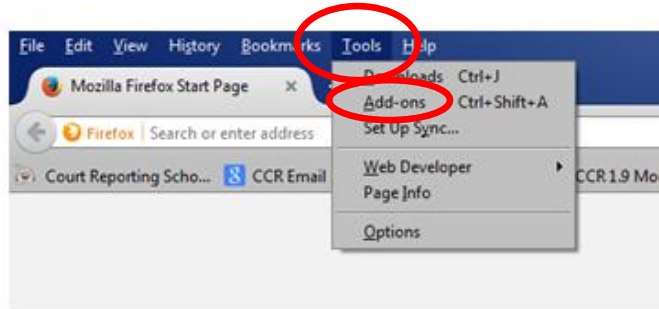 File Edit View History Bookmarks Tools Help
Mozilla Firefox Start Page ×
Downloads Ctrl+J
Add-ons Ctrl+Shift+A
Firefox Search or enter address
Set Up Sync...
Court Reporting Scho... 8 CCR Email
Web Developer
CCR 1.9 Mo
Page Info
Options